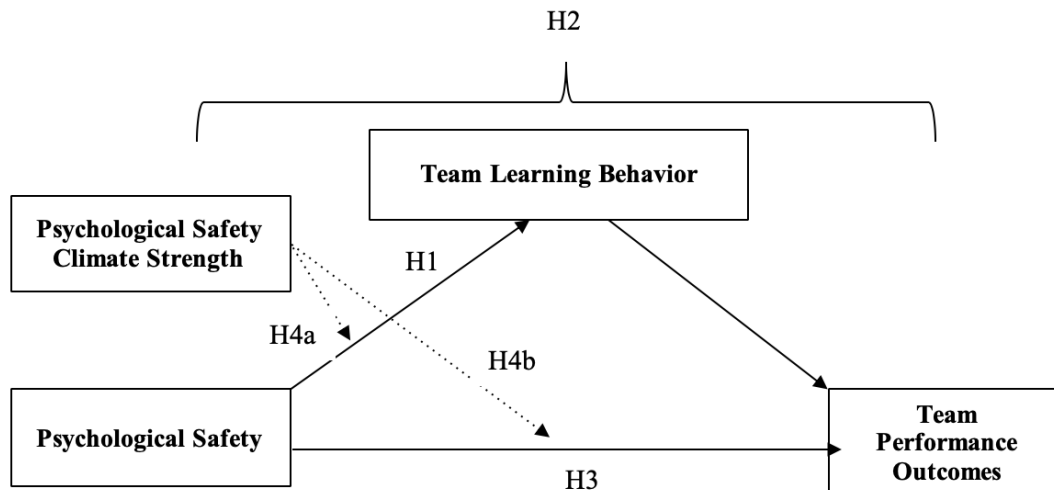 H2
Team Learning Behavior
Psychological Safety
Climate Strength
H1
H4a
H4b
Psychological Safety
Team
Performance
Outcomes
H3